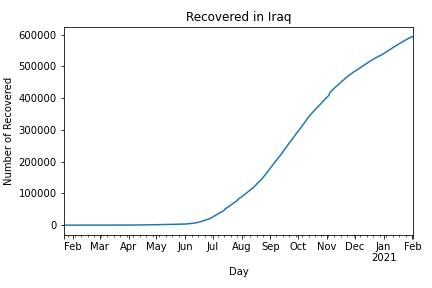 Recovered in Iraq
600000
500000
400000
300000
200000
100000
0
Number of Recovered
Feb Mar Apr May Jun Jul Aug Sep Oct Nov Dec Jan Feb
2021
Day